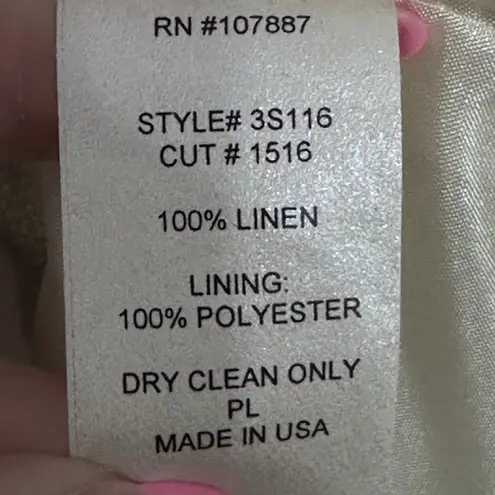 RN #107887
STYLE# 3S116
CUT # 1516
100% LINEN
LINING:
100% POLYESTER
DRY CLEAN ONLY
PL
MADE IN USA